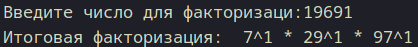 Введите число для факторизаци:19691
Итоговая факторизация:  7^1 * 29^1 * 97^1